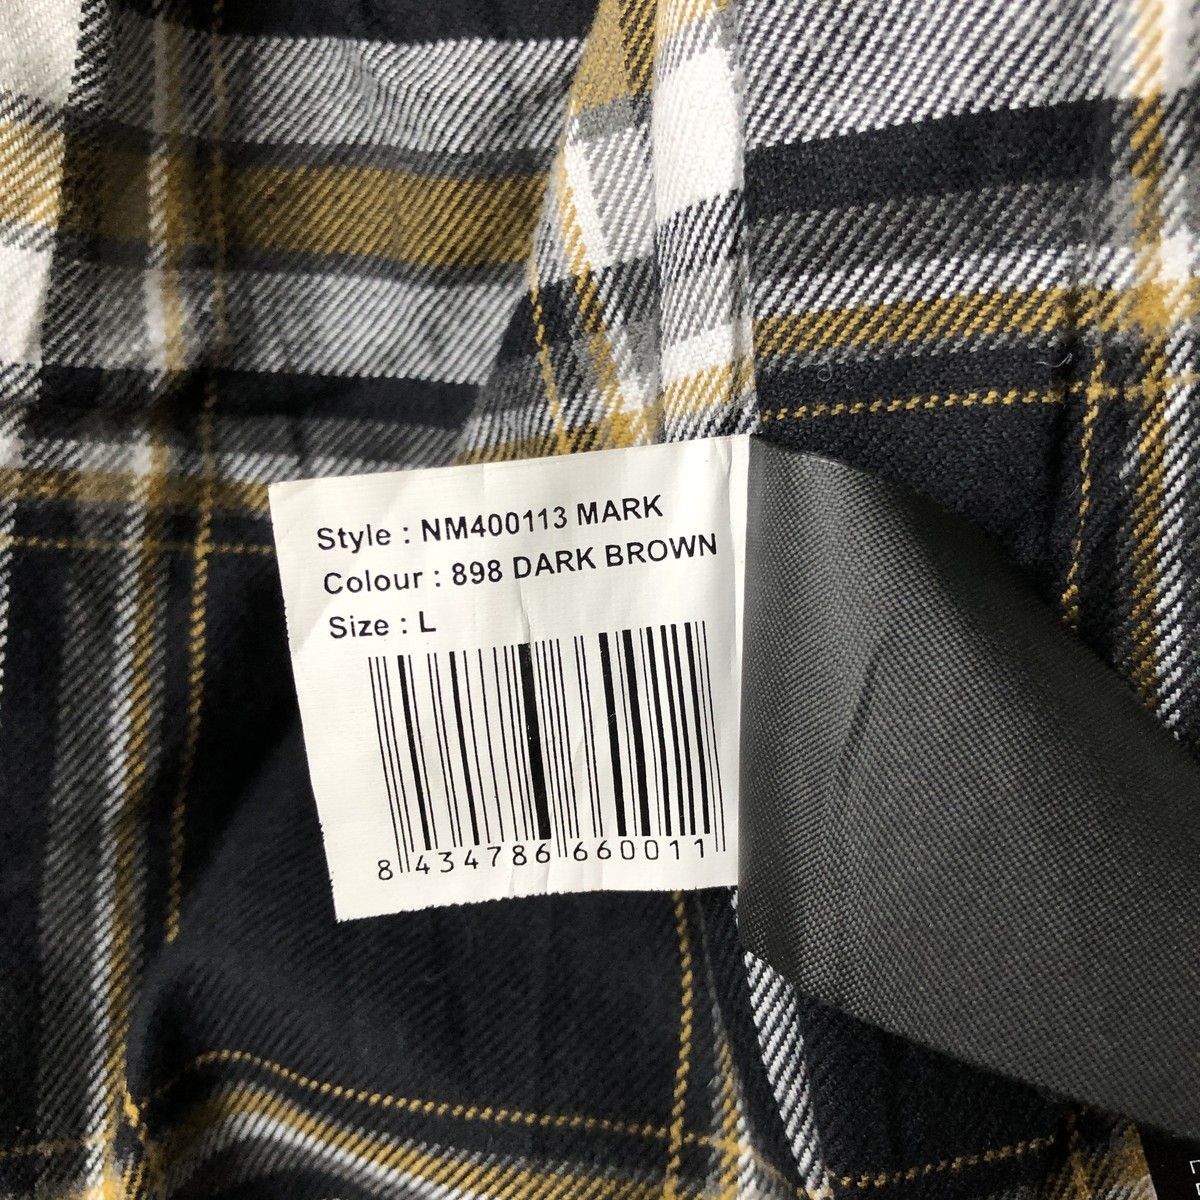 Style : NM400113 MARK
Colour : 898 DARK BROWN
Size : L
8 434786 660011